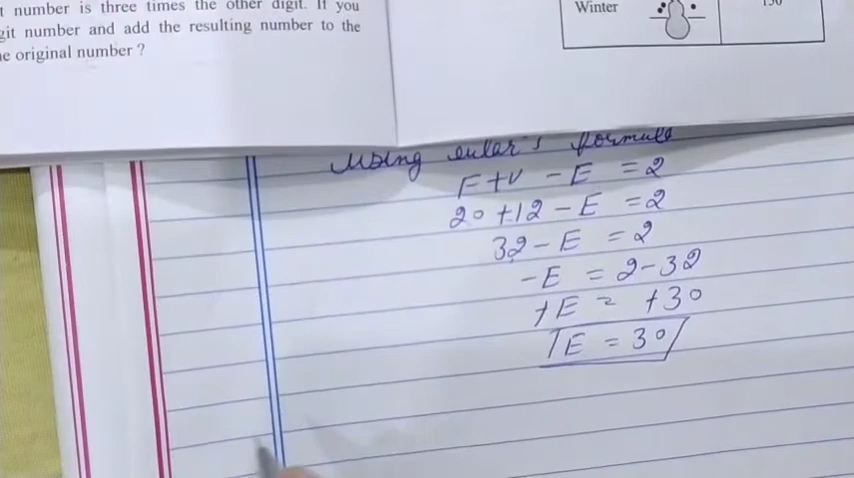 t number is three times the other digit. If you
git number and add the resulting number to the
e original number ?
Winter
Using eular's formula
F+V - E = 2
20 +12 - E = 2
32 - E = 2
-E = 2-32
+E = +30
E = 30